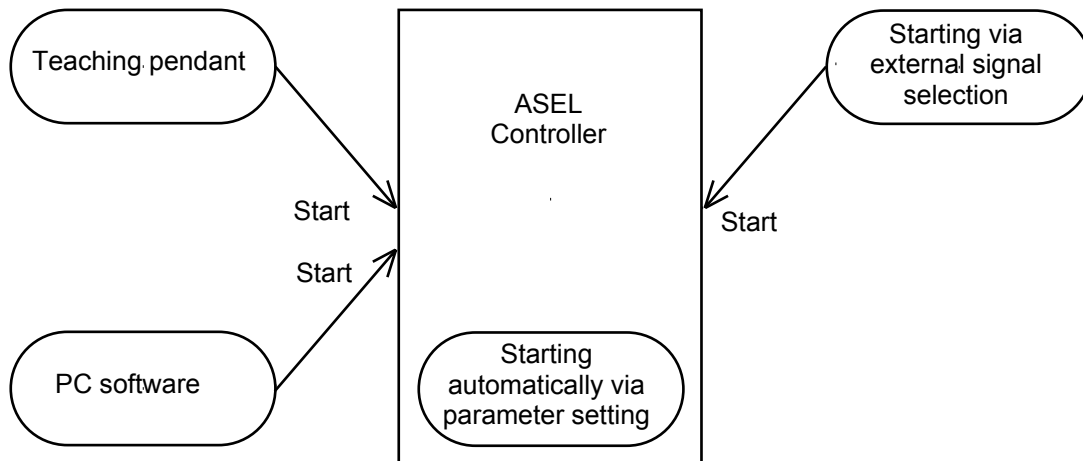 Teaching pendant
ASEL
Controller
Starting via
external signal
selection
Start
Start
Start
PC software
Starting
automatically via
parameter setting